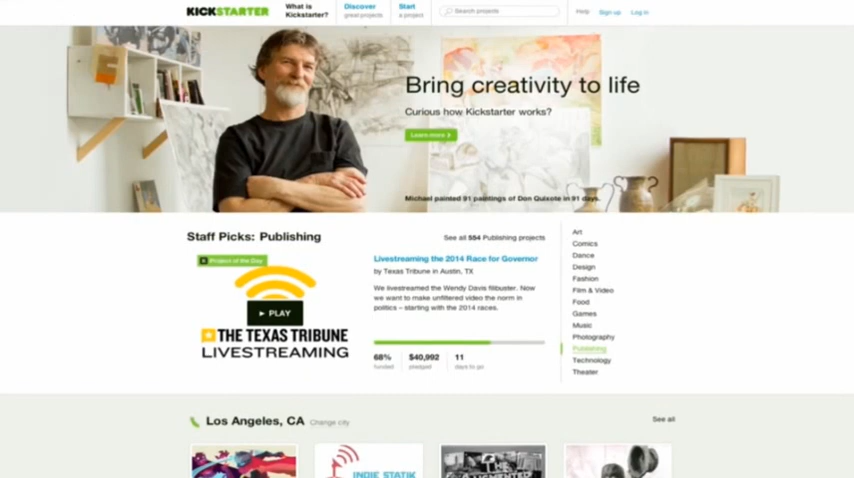 KICKSTARTER
What is
Kickstarter?
Discover
great projects
Start
a project
Search projects
Help
Sign up
Log in
Bring creativity to life
Curious how Kickstarter works?
Learn more
Michael painted 91 paintings of Don Quixote in 91 days.
Staff Picks: Publishing
See all 584 Publishing projects
Project of the Day
PLAY
THE TEXAS TRIBUNE
LIVESTREAMING
Livestreaming the 2014 Race for Governor
by Texas Tribune in Austin, TX
We livestreamed the Wendy Davis filibuster. Now
we want to make unfiltered video the norm in
politics – starting with the 2014 races.
68%
funded
$40,992
pledged
11
days to go
Art
Comics
Dance
Design
Fashion
Film & Video
Food
Games
Music
Photography
Publishing
Technology
Theater
Los Angeles, CA
Change city
See all
INDIE STATIK
THE
AUGMENTED